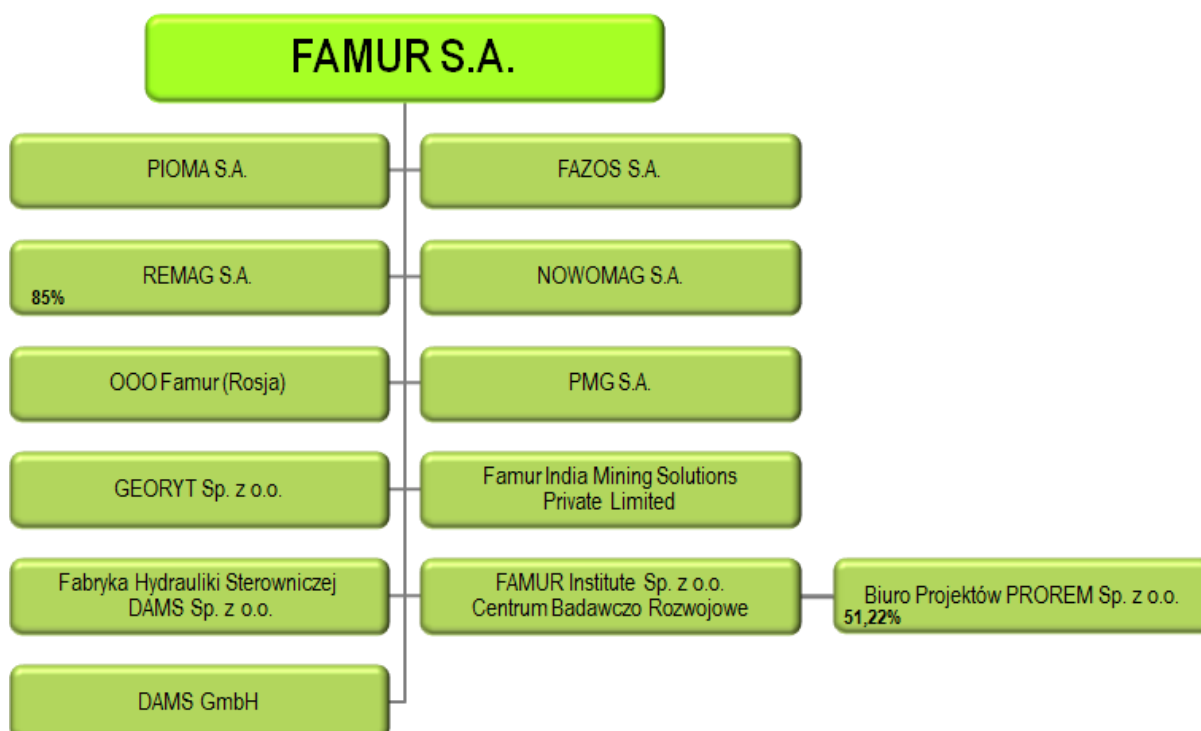 FAMUR S.A.
PIOMA S.A.
FAZOS S.A.
REMAG S.A.
85%
NOWOMAG S.A.
OOO Famur (Rosja)
PMG S.A.
GEORYT Sp. z o.o.
Famur India Mining Solutions
Private Limited
Fabryka Hydrauliki Sterowniczej
DAMS Sp. z o.o.
FAMUR Institute Sp. z o.o.
Centrum Badawczo Rozwojowe
Biuro Projektów PROREM Sp. z o.o.
51,22%
DAMS GmbH